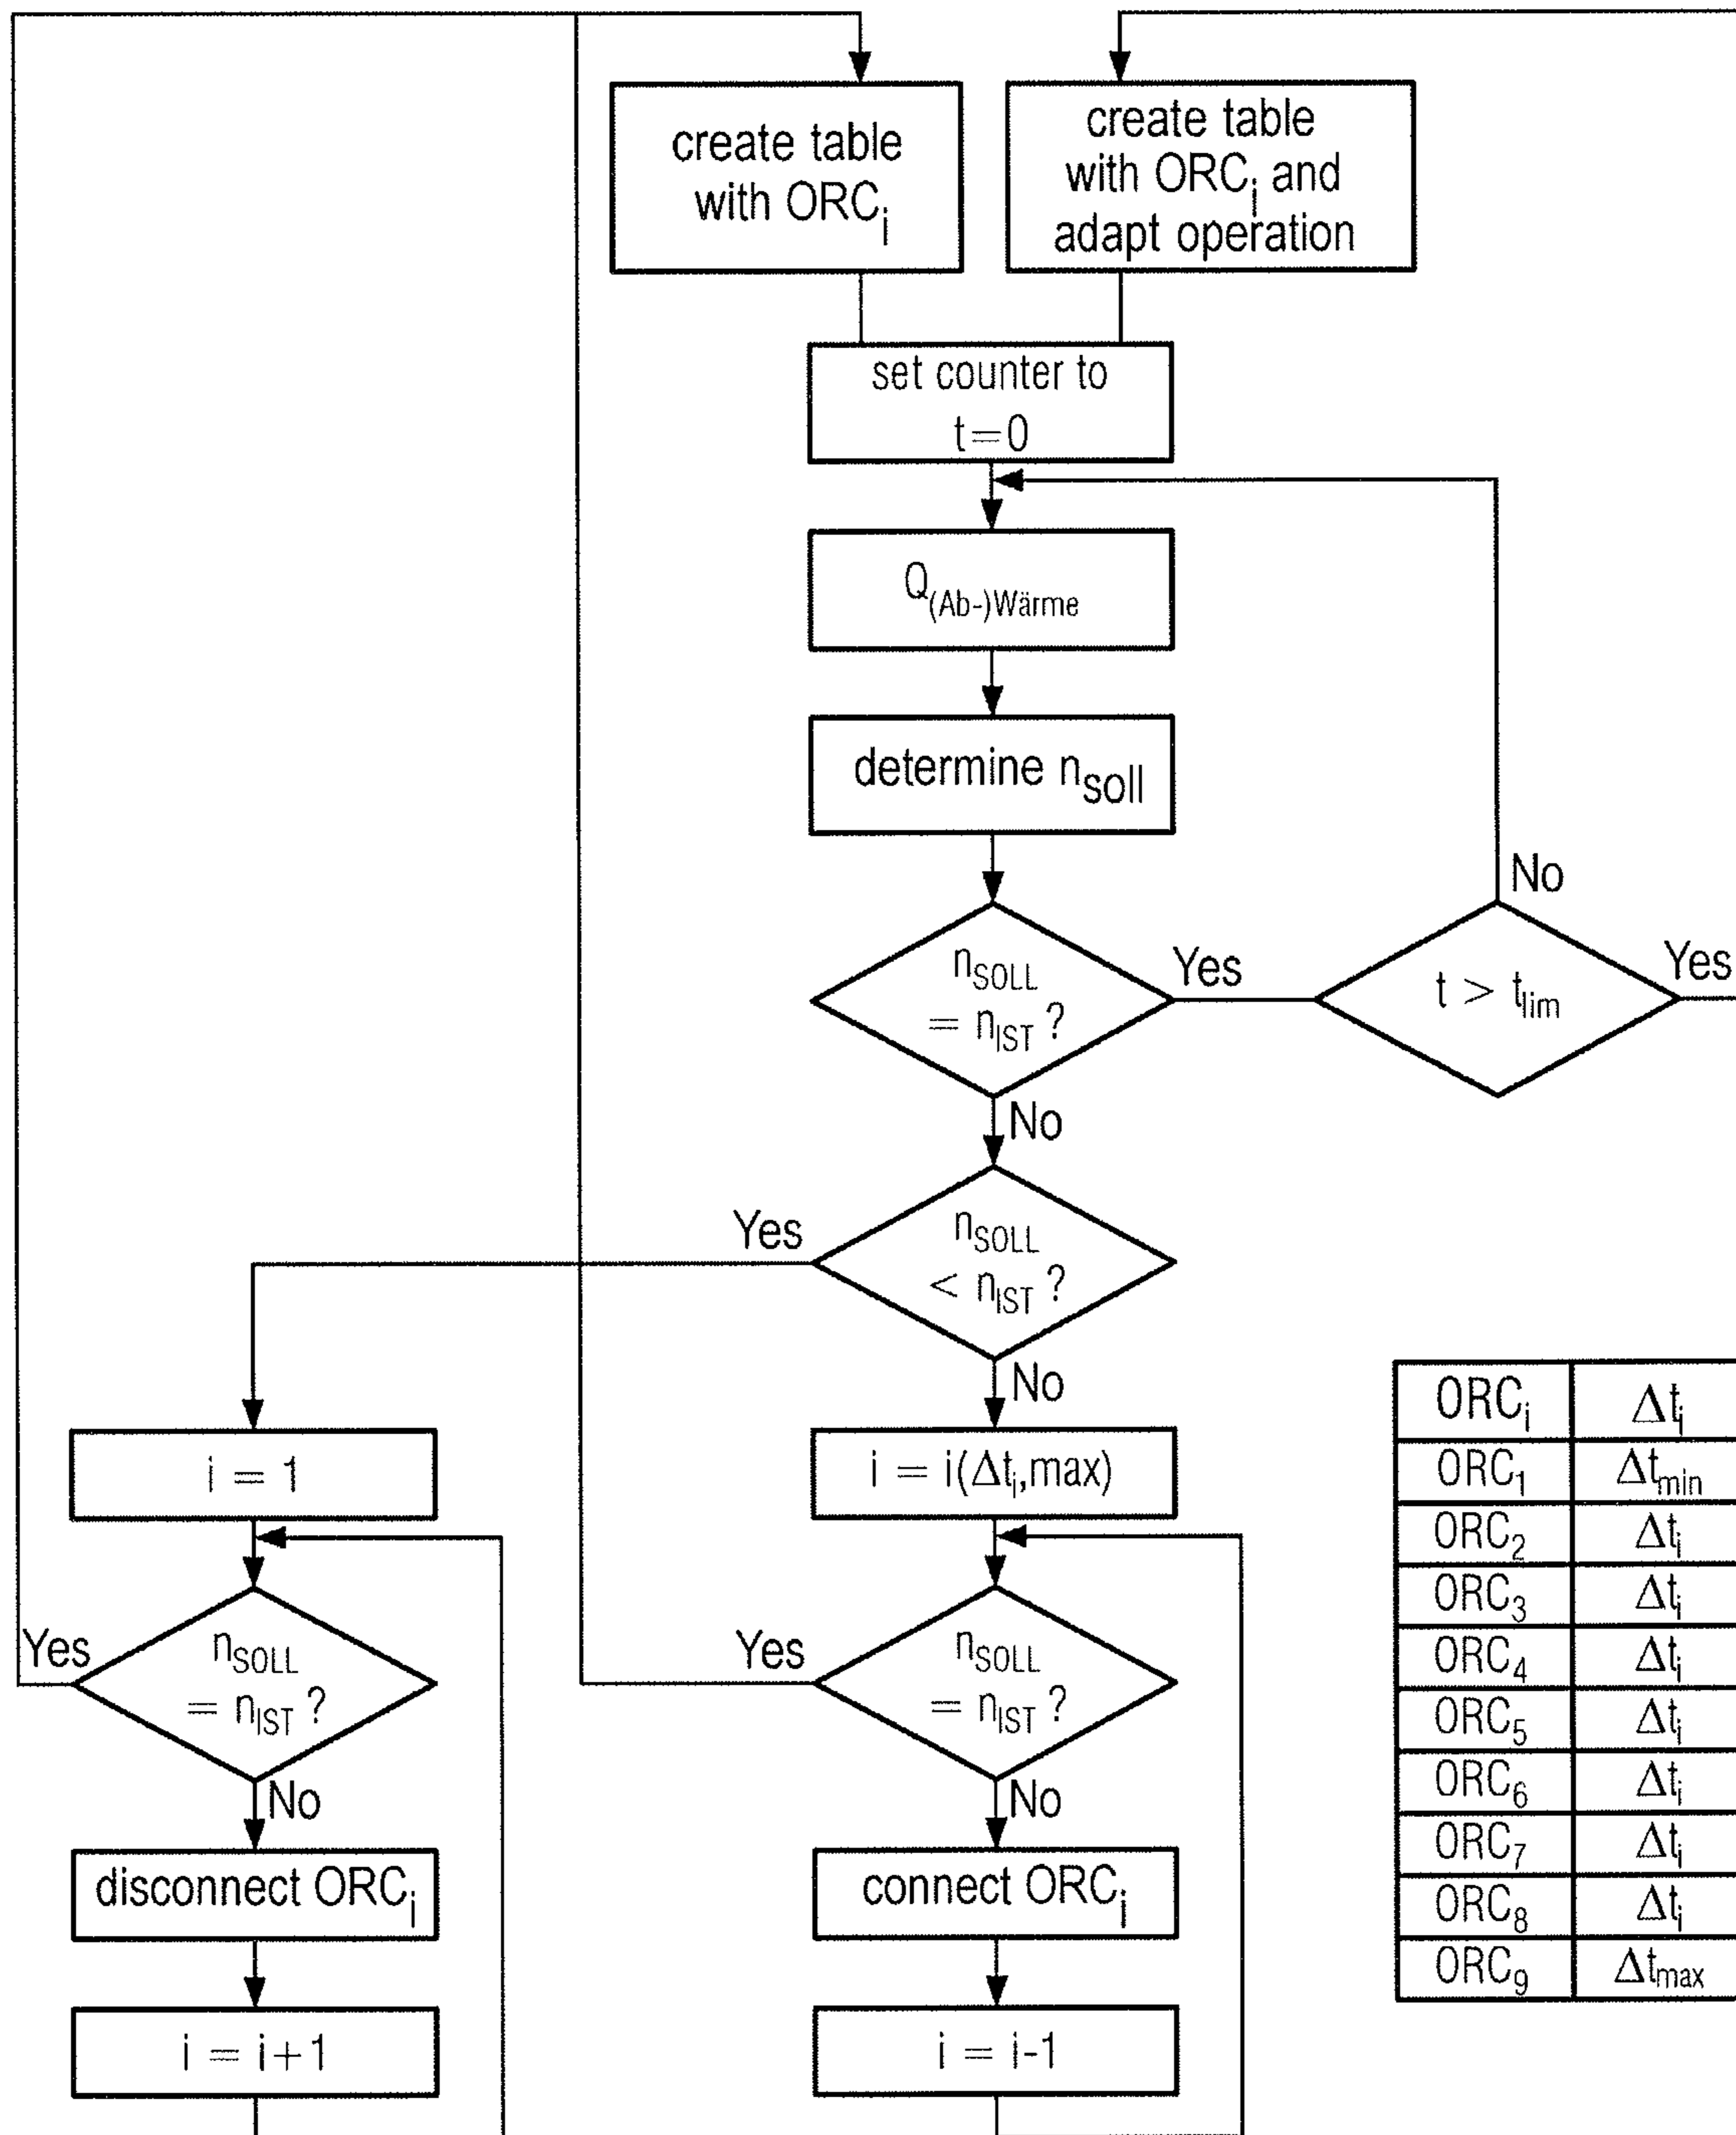 create table
with ORCi
create table
with ORCi and
adapt operation
set counter to
t=0
Q(Ab-)Wärme
determine nsoll
No
nSOLL
= nIST ?
Yes
t > tlim
Yes
No
Yes
nSOLL
< nIST ?
No
i = 1
i = i(Δti,max)
Yes
nSOLL
= nIST ?
Yes
nSOLL
= nIST ?
No
No
disconnect ORCi
connect ORCi
i = i+1
i = i-1
ORCi Δti
ORC1 Δtmin
ORC2 Δti
ORC3 Δti
ORC4 Δti
ORC5 Δti
ORC6 Δti
ORC7 Δti
ORC8 Δti
ORC9 Δtmax